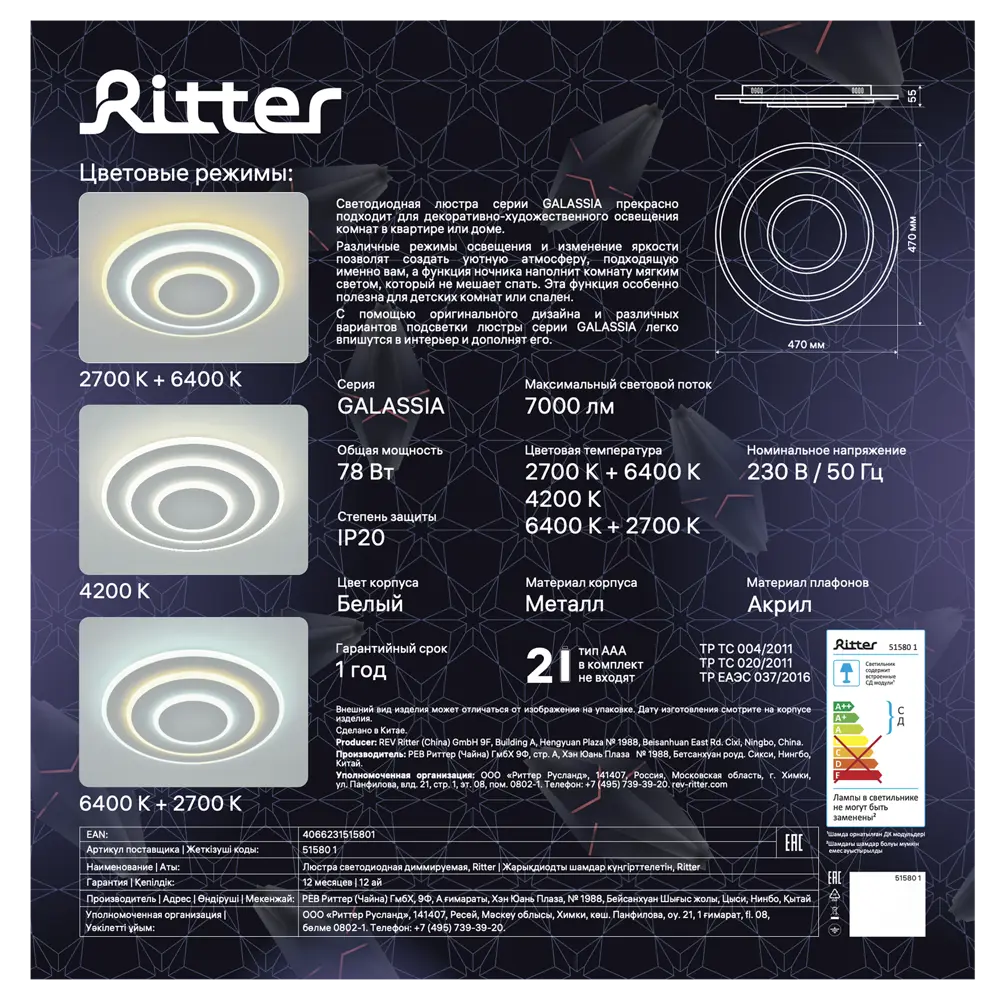 Ritter
Цветовые режимы:
2700 K + 6400 K
4200 K
6400 K + 2700 K
Светодиодная люстра серии GALASSIA прекрасно
подходит для декоративно-художественного освещения
комнат в квартире или доме.
Различные режимы освещения и изменение яркости
позволят создать уютную атмосферу, подходящую
именно вам, а функция ночника наполнит комнату мягким
светом, который не мешает спать. Эта функция особенно
полезна для детских комнат или спален.
С помощью оригинального дизайна и различных
вариантов подсветки люстры серии GALASSIA легко
впишутся в интерьер и дополнят его.
55
470 мм
470 мм
Серия
GALASSIA
Максимальный световой поток
7000 лм
Общая мощность
78 Вт
Цветовая температура
2700 K + 6400 K
4200 K
6400 K + 2700 K
Номинальное напряжение
230 В / 50 Гц
Степень защиты
IP20
Цвет корпуса
Белый
Материал корпуса
Металл
Материал плафонов
Акрил
Гарантийный срок
1 год
2 тип ААА
в комплект
не входят
ТР ТС 004/2011
ТР ТС 020/2011
ТР ЕАЭС 037/2016
Внешний вид изделия может отличаться от изображения на упаковке. Дату изготовления смотрите на корпусе
изделия.
Сделано в Китае.
Producer: REV Ritter (China) GmbH 9F, Building A, Hengyuan Plaza № 1988, Beisanhuan East Rd. Cixi, Ningbo, China.
Производитель: РЕВ Риттер (Чайна) ГмбХ 9Ф, стр. А, Хэн Юань Плаза № 1988, Бетсанхуан роуд. Сикси, Нингбо,
Китай.
Уполномоченная организация: ООО «Риттер Русланд», 141407, Россия, Московская область, г. Химки,
ул. Панфилова, влд. 21, стр. 1, эт. 08, пом. 0802-1. Телефон: +7 (495) 739-39-20. rev-ritter.com
Ritter 51580 1
Светильник
содержит
встроенные
СД модули¹
A++
A+
A
B
C
D
E
F
С
Д
Лампы в светильнике
не могут быть
заменены²
¹Шамда орнатылған ДК модульдері
²Шамдағы шамдар болуы мүмкін
емес ауыстырылды
EAC
51580 1
EAN: 4066231515801
Артикул поставщика | Жеткізуші коды: 51580 1
EAC
Наименование | Аты: Люстра светодиодная диммируемая, Ritter | Жарықдиодты шамдар күңгірттелетін, Ritter
Гарантия | Кепілдік: 12 месяцев | 12 ай
Производитель | Адрес | Өндіруші | Мекенжай: РЕВ Риттер (Чайна) ГмбХ, 9Ф, А ғимараты, Хэн Юань Плаза, № 1988, Бейсанхуан Шығыс жолы, Цыси, Нинбо, Қытай
Уполномоченная организация | ООО «Риттер Русланд», 141407, Ресей, Мәскеу облысы, Химки, көш. Панфилова, оу. 21, 1 ғимарат, fl. 08,
Уәкілетті ұйым: бөлме 0802-1. Телефон: +7 (495) 739-39-20.